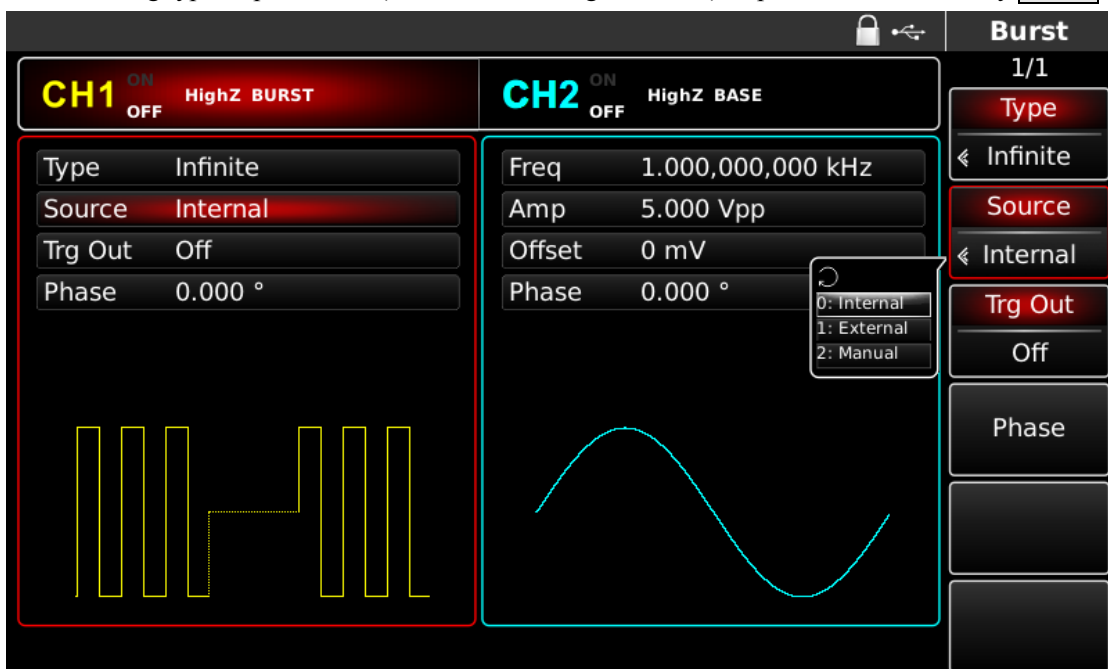 Burst
1/1
CH1 ON OFF HighZ BURST
CH2 ON OFF HighZ BASE
Type Infinite
Source Internal
Trg Out Off
Phase 0.000 °
Freq 1.000,000,000 kHz
Amp 5.000 Vpp
Offset 0 mV
Phase 0.000 °
0: Internal
1: External
2: Manual
Type
Infinite
Source
Internal
Trg Out
Off
Phase